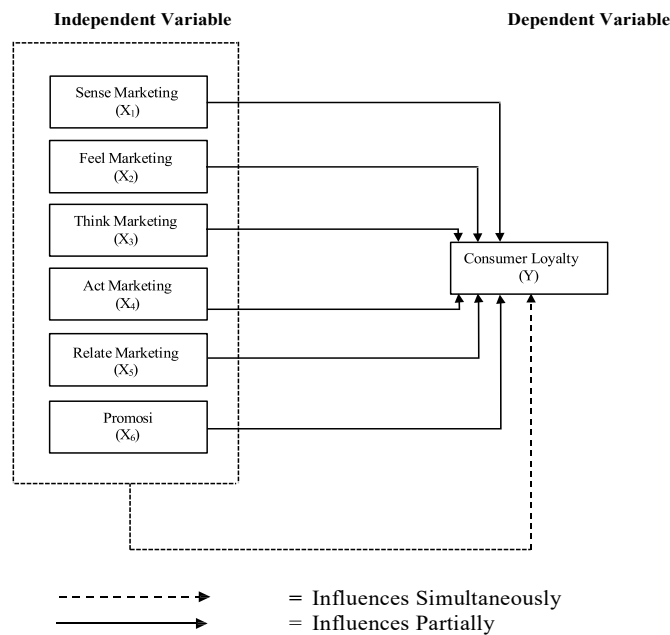 Independent Variable
Dependent Variable
Sense Marketing
(X₁)
Feel Marketing
(X₂)
Think Marketing
(X₃)
Act Marketing
(X₄)
Relate Marketing
(X₅)
Promosi
(X₆)
Consumer Loyalty
(Y)
= Influences Simultaneously
= Influences Partially